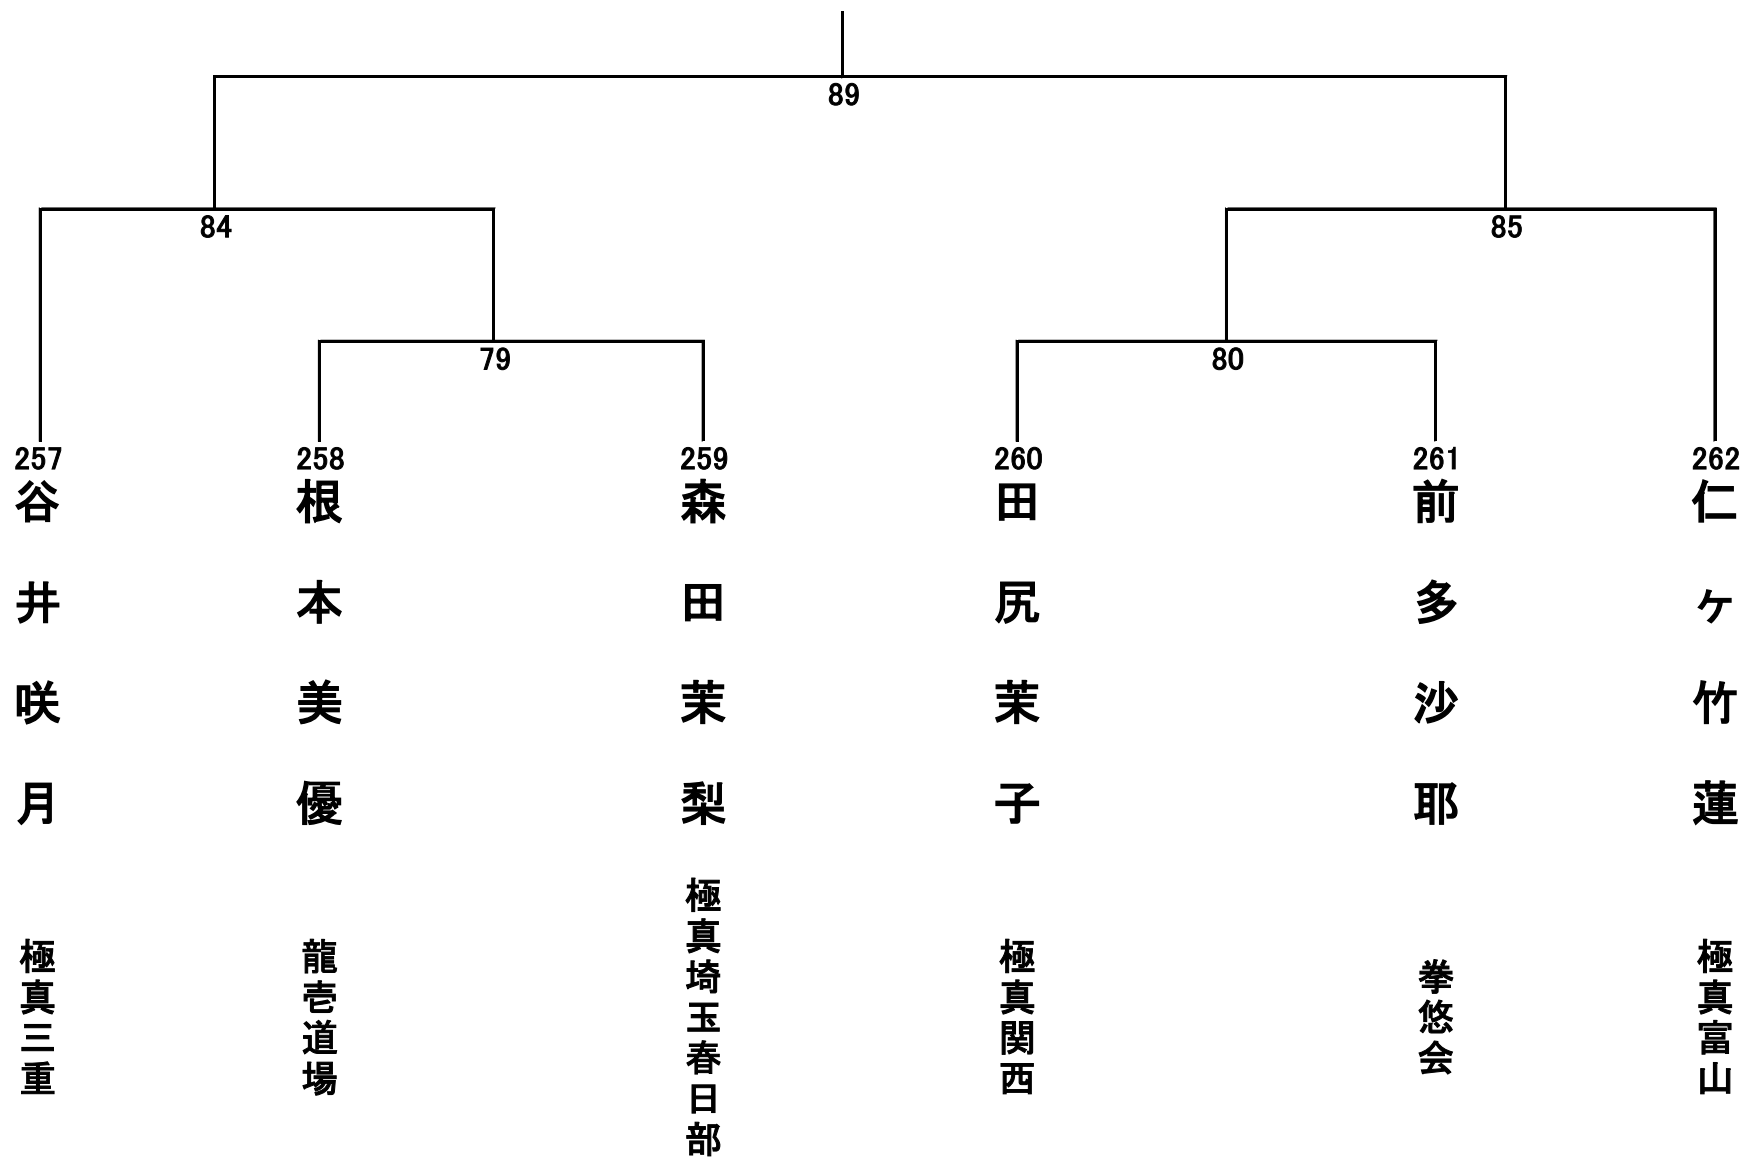 89
84
85
79
80
257
谷井咲月
極真三重
258
根本美優
龍壱道場
259
森田茉梨
極真埼玉春日部
260
田尻茉子
極真関西
261
前多沙耶
拳悠会
262
仁ヶ竹蓮
極真富山